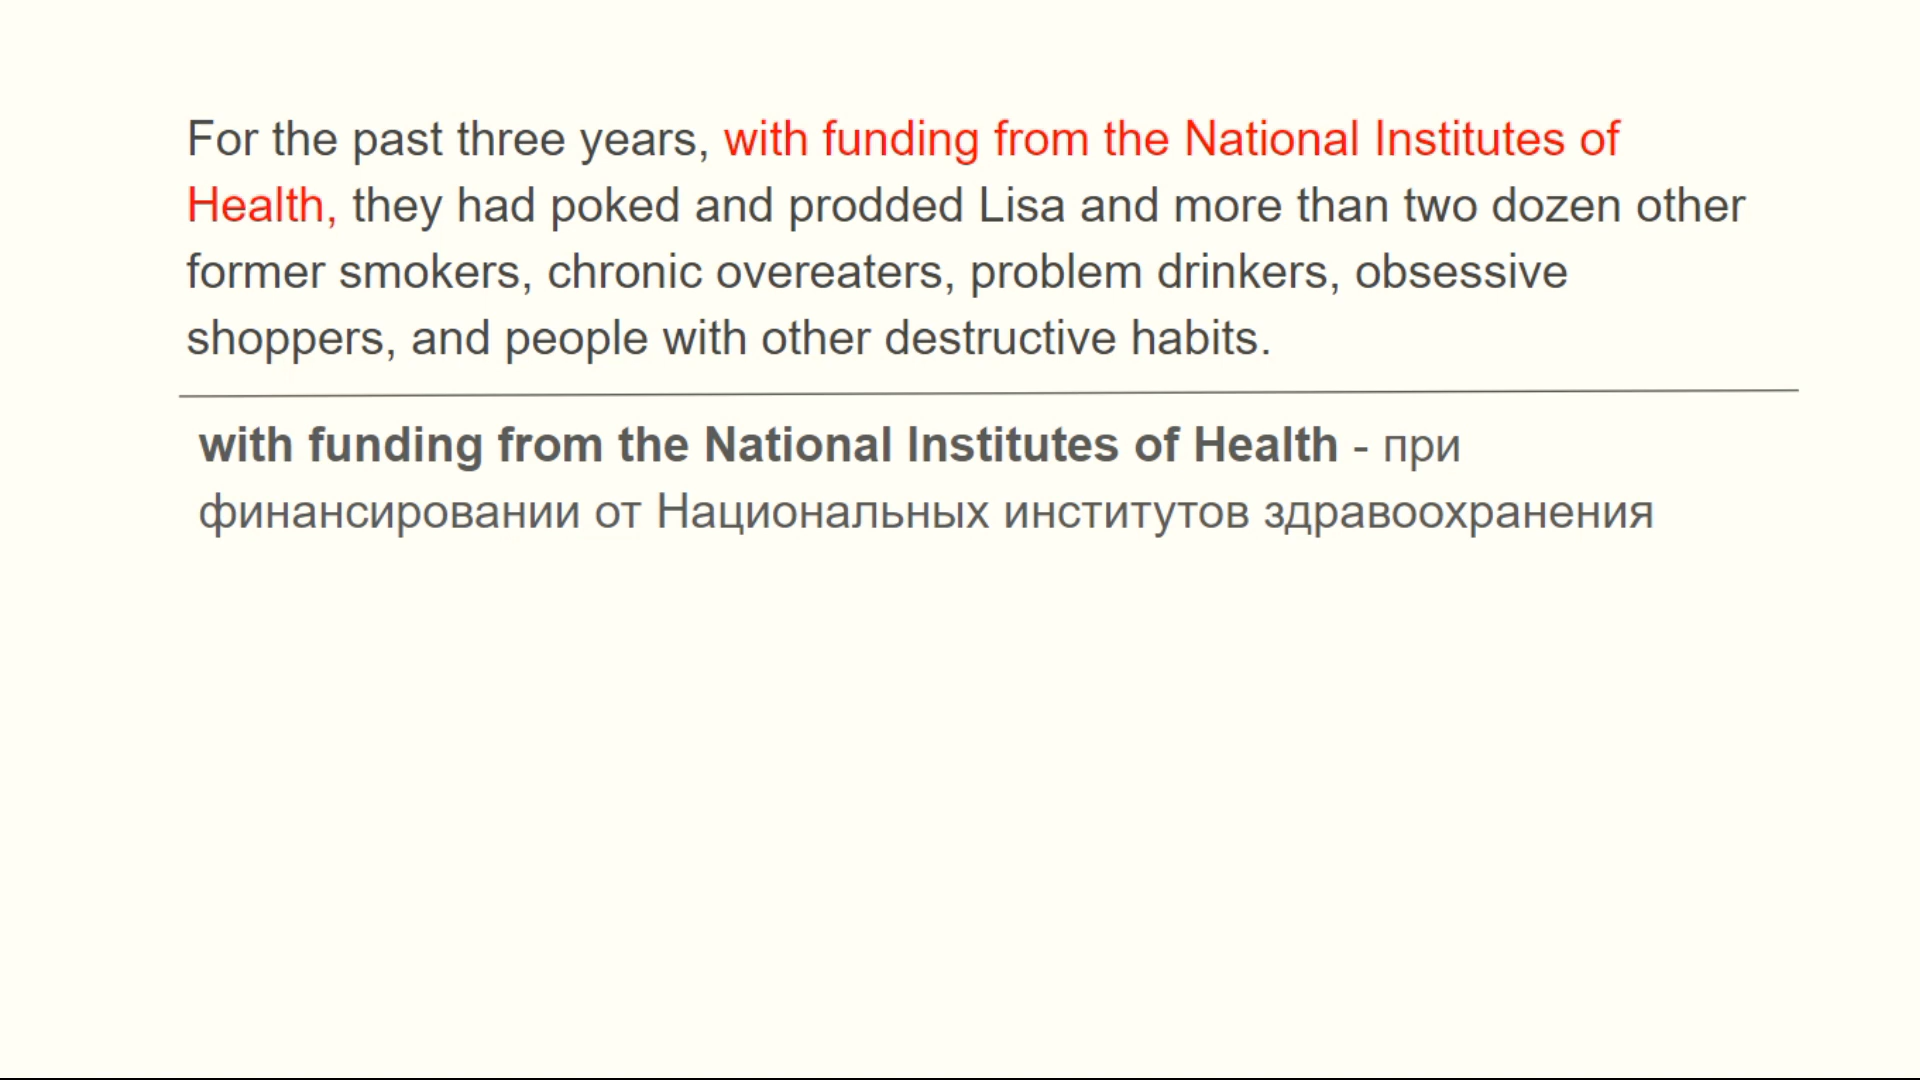 For the past three years, with funding from the National Institutes of
Health, they had poked and prodded Lisa and more than two dozen other
former smokers, chronic overeaters, problem drinkers, obsessive
shoppers, and people with other destructive habits.
with funding from the National Institutes of Health - при
финансировании от Национальных институтов здравоохранения